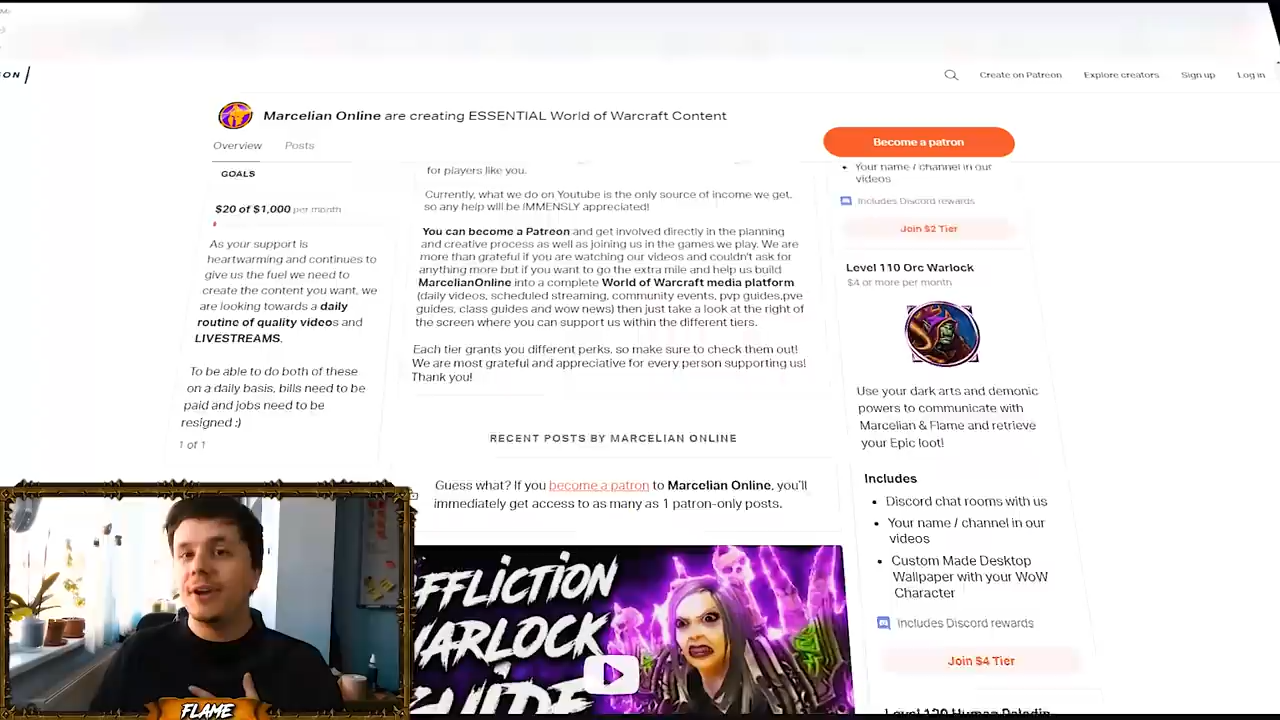 ON /
Create on Patreon
Explore creators
Sign up
Log in
Marcelian Online are creating ESSENTIAL World of Warcraft Content
Become a patron
Overview
Posts
GOALS
$20 of $1,000 per month
As your support is
heartwarming and continues to
give us the fuel we need to
create the content you want, we
are looking towards a daily
routine of quality videos and
LIVESTREAMS.
To be able to do both of these
on a daily basis, bills need to be
paid and jobs need to be
resigned :)
1 of 1
for players like you.
Currently, what we do on Youtube is the only source of income we get,
so any help will be IMMENSLY appreciated!
You can become a Patreon and get involved directly in the planning
and creative process as well as joining us in the games we play. We are
more than grateful if you are watching our videos and couldn't ask for
anything more but if you want to go the extra mile and help us build
MarcelianOnline into a complete World of Warcraft media platform
(daily videos, scheduled streaming, community events, pvp guides,pve
guides, class guides and wow news) then just take a look at the right of
the screen where you can support us within the different tiers.
Each tier grants you different perks, so make sure to check them out!
We are most grateful and appreciative for every person supporting us!
Thank you!
RECENT POSTS BY MARCELIAN ONLINE
Guess what? If you become a patron to Marcelian Online, you'll
immediately get access to as many as 1 patron-only posts.
FFLICTION
WARLOCK
GUIDE
Your name / channel in our
videos
Includes Discord rewards
Join $2 Tier
Level 110 Orc Warlock
$4 or more per month
Use your dark arts and demonic
powers to communicate with
Marcelian & Flame and retrieve
your Epic loot!
Includes
• Discord chat rooms with us
• Your name / channel in our
videos
• Custom Made Desktop
Wallpaper with your WoW
Character
Includes Discord rewards
Join $4 Tier
Level 120 Human Paladin
FLAME